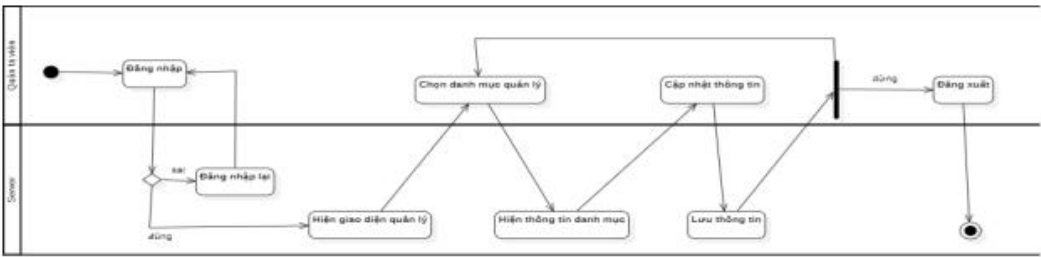 Quản trị viên
Đăng nhập
Chọn danh mục quản lý
Cập nhật thông tin
dừng
Đăng xuất
Server
sai
Đăng nhập lại
đúng
Hiện giao diện quản lý
Hiện thông tin danh mục
Lưu thông tin